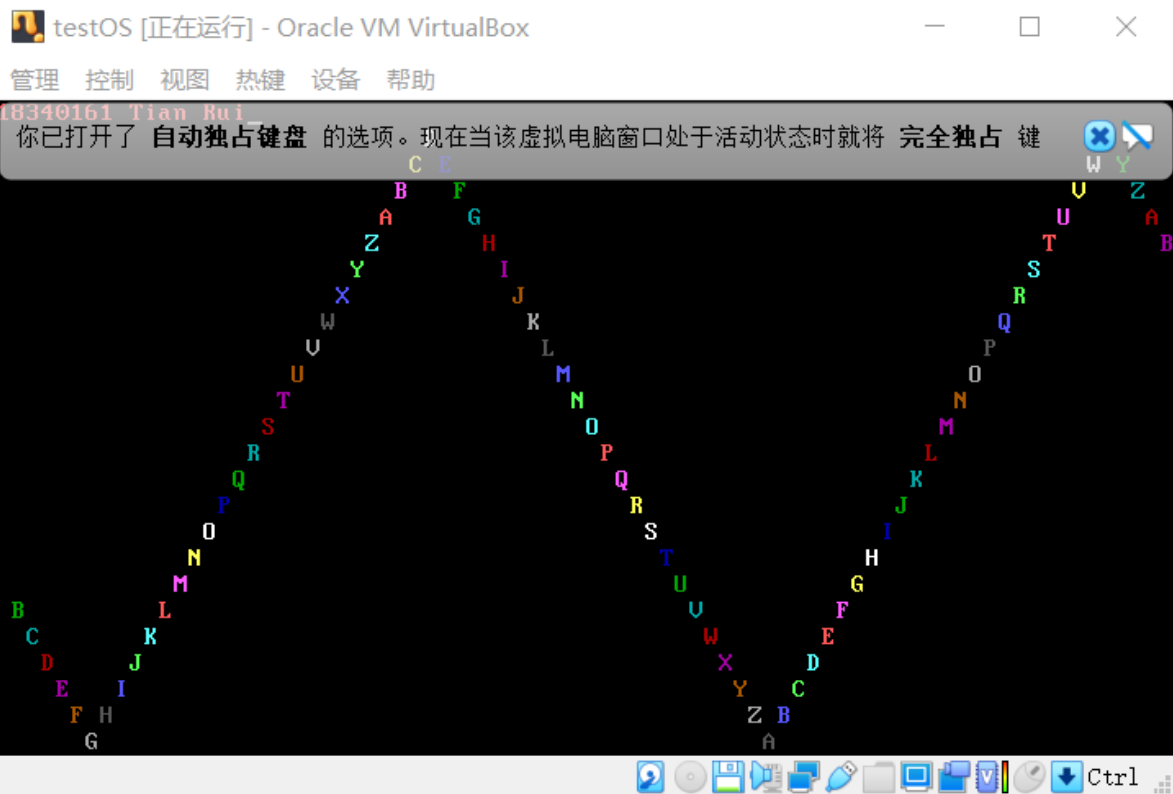 testOS [正在运行] - Oracle VM VirtualBox
管理 控制 视图 热键 设备 帮助
18340161 Tian Rui_
你已打开了 自动独占键盘 的选项。现在当该虚拟电脑窗口处于活动状态时就将 完全独占 键
C E W Y
B F V Z
A G U A
Z H T B
Y I S
X J R
W K Q
V L P
U M O
T N N
S O M
R P L
Q Q K
P R J
O S I
N T H
M U G
B L V F
C K W E
D J X D
E I Y C
F H Z B
G A
Ctrl